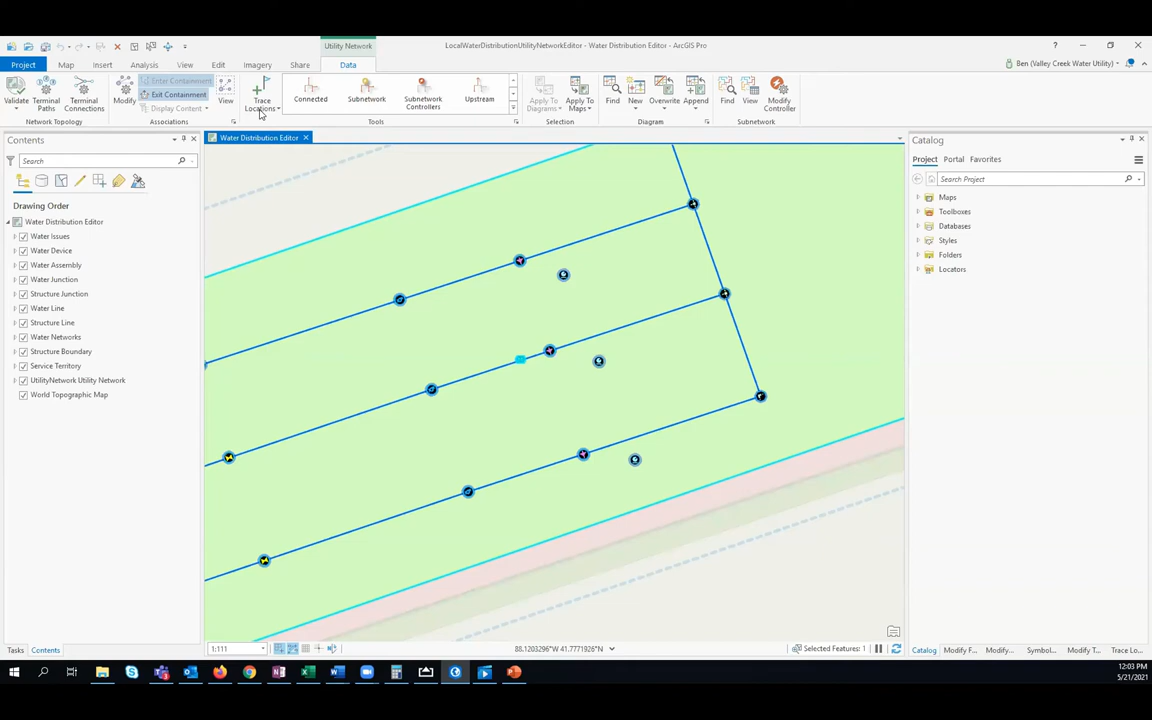 Utility Network
LocalWaterDistributionUtilityNetworkEditor - Water Distribution Editor - ArcGIS Pro
?
Project Map Insert Analysis View Edit Imagery Share Data
Ben (Valley Creek Water Utility)
Validate
Terminal Paths
Terminal Connections
Network Topology
Modify
Enter Containment
Exit Containment
Display Content
View
Associations
Trace Locations
Connected
Subnetwork
Subnetwork Controllers
Upstream
Tools
Apply To Diagrams
Apply To Maps
Selection
Find
New
Overwrite
Append
Diagram
Find
View
Modify Controller
Subnetwork
Contents
Search
Drawing Order
Water Distribution Editor
Water Issues
Water Device
Water Assembly
Water Junction
Structure Junction
Water Line
Structure Line
Water Networks
Structure Boundary
Service Territory
UtilityNetwork Utility Network
World Topographic Map
Tasks Contents
Water Distribution Editor
1:111
88.1203296°W 41.7771926°N
Selected Features: 1
Catalog
Project Portal Favorites
Search Project
Maps
Toolboxes
Databases
Styles
Folders
Locators
Catalog Modify F... Modify... Symbol... Modify T... Trace Lo...
12:03 PM
5/21/2021